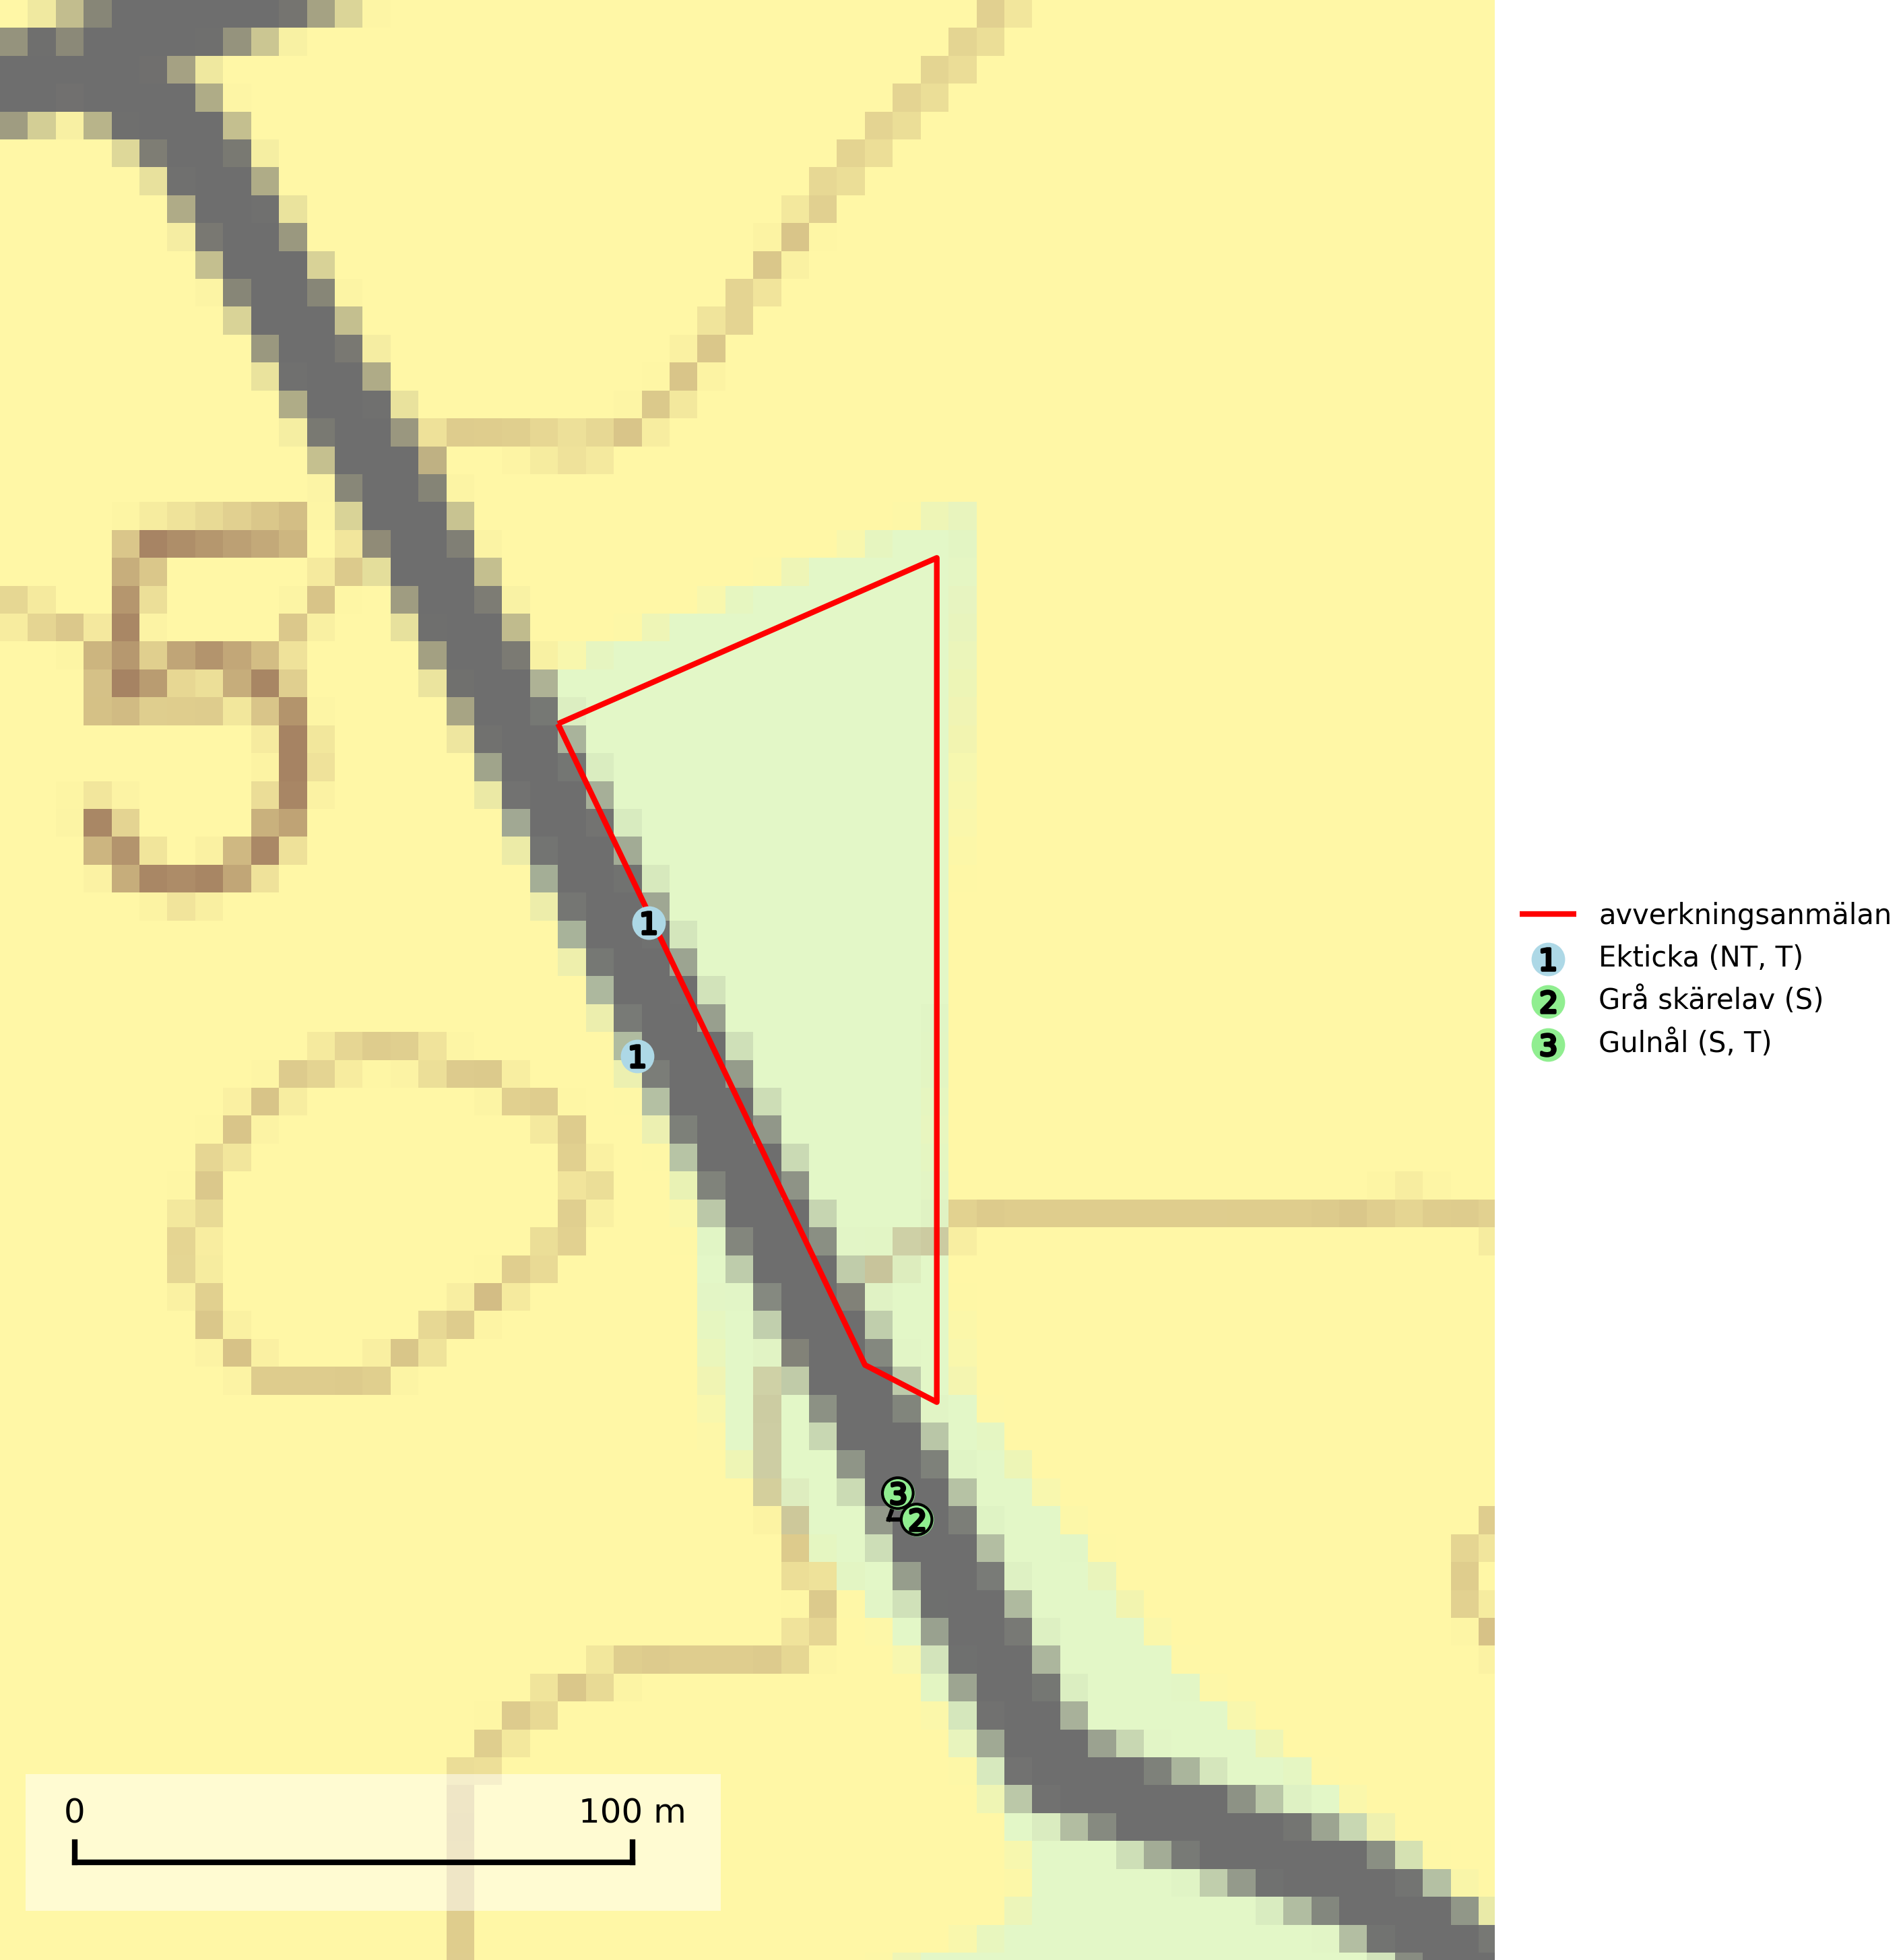 1
1
3
2
0 100 m
avverkningsanmälan
1 Ekticka (NT, T)
2 Grå skärelav (S)
3 Gulnål (S, T)